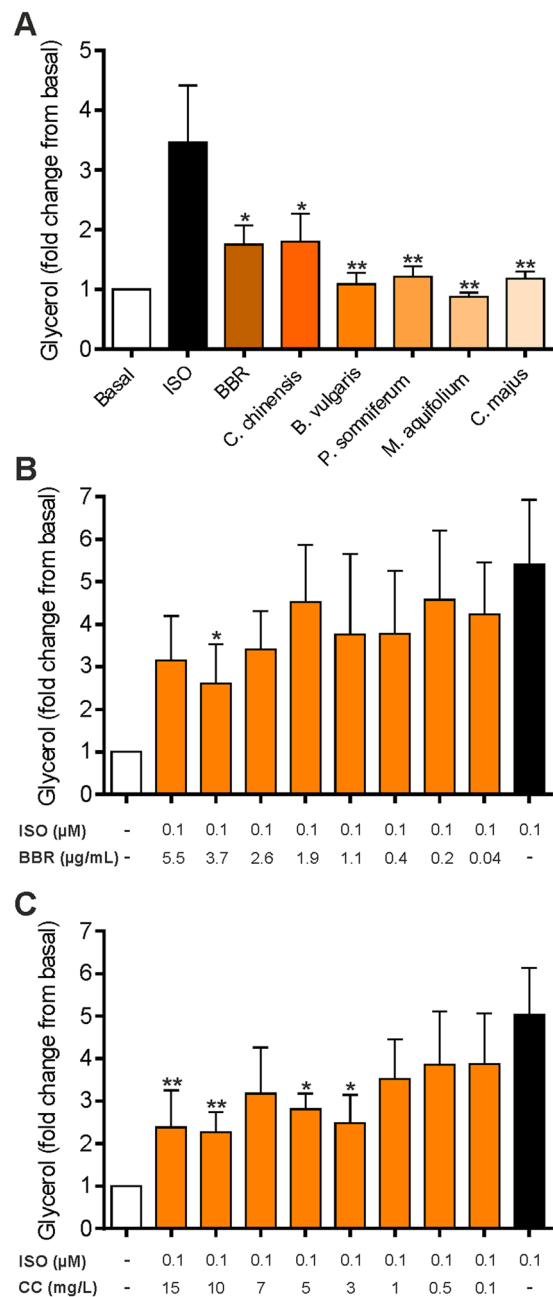 A
Glycerol (fold change from basal)
5
4
3
2
1
0
*
*
**
**
**
**
Basal
ISO
BBR
C. chinensis
B. vulgaris
P. somniferum
M. aquifolium
C. majus
B
Glycerol (fold change from basal)
7
6
5
4
3
2
1
0
*
ISO (µM) - 0.1 0.1 0.1 0.1 0.1 0.1 0.1 0.1 0.1
BBR (µg/mL) - 5.5 3.7 2.6 1.9 1.1 0.4 0.2 0.04 -
C
Glycerol (fold change from basal)
7
6
5
4
3
2
1
0
**
**
*
*
ISO (µM) - 0.1 0.1 0.1 0.1 0.1 0.1 0.1 0.1 0.1
CC (mg/L) - 15 10 7 5 3 1 0.5 0.1 -